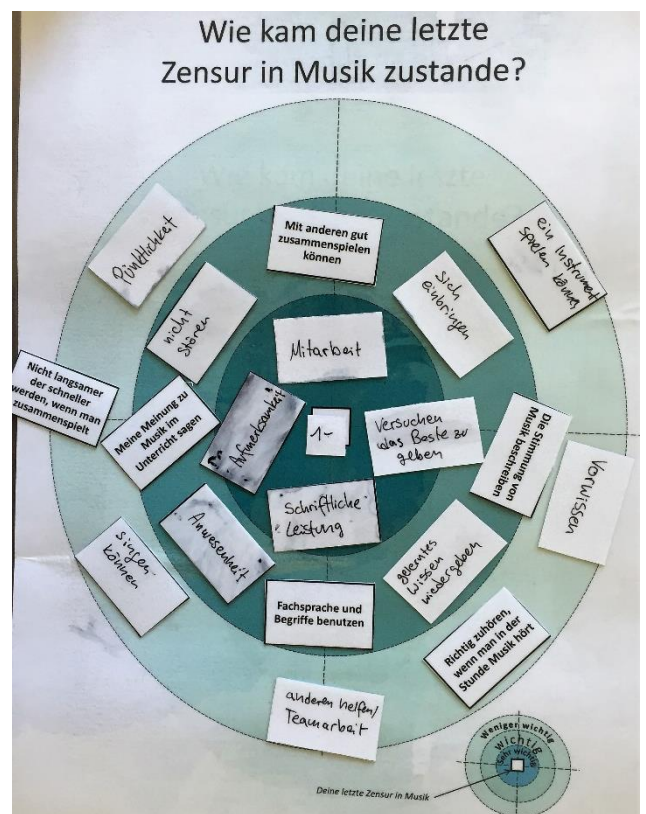 Wie kam deine letzte
Zensur in Musik zustande?
Pünktlichkeit
Mit anderen gut
zusammenspielen
können
ein Instrument
spielen können
nicht
stören
sich
einbringen
Mitarbeit
Nicht langsamer
der schneller
werden, wenn man
zusammenspielt
Meine Meinung zu
Musik im
Unterricht sagen
Aufmerksamkeit
1-
Versuchen
das Baste zu
geben
Die Stimmung von
Musik beschreiben
Vorwissen
Schriftliche
Leistung
Anwesenheit
singen
können
gelerntes
Wissen
wiedergeben
Fachsprache und
Begriffe benutzen
Richtig zuhören,
wenn man in der
Stunde Musik hört
anderen helfen/
Teamarbeit
Weniger wichtig
wichtig
Sehr wichtig
Deine letzte Zensur in Musik